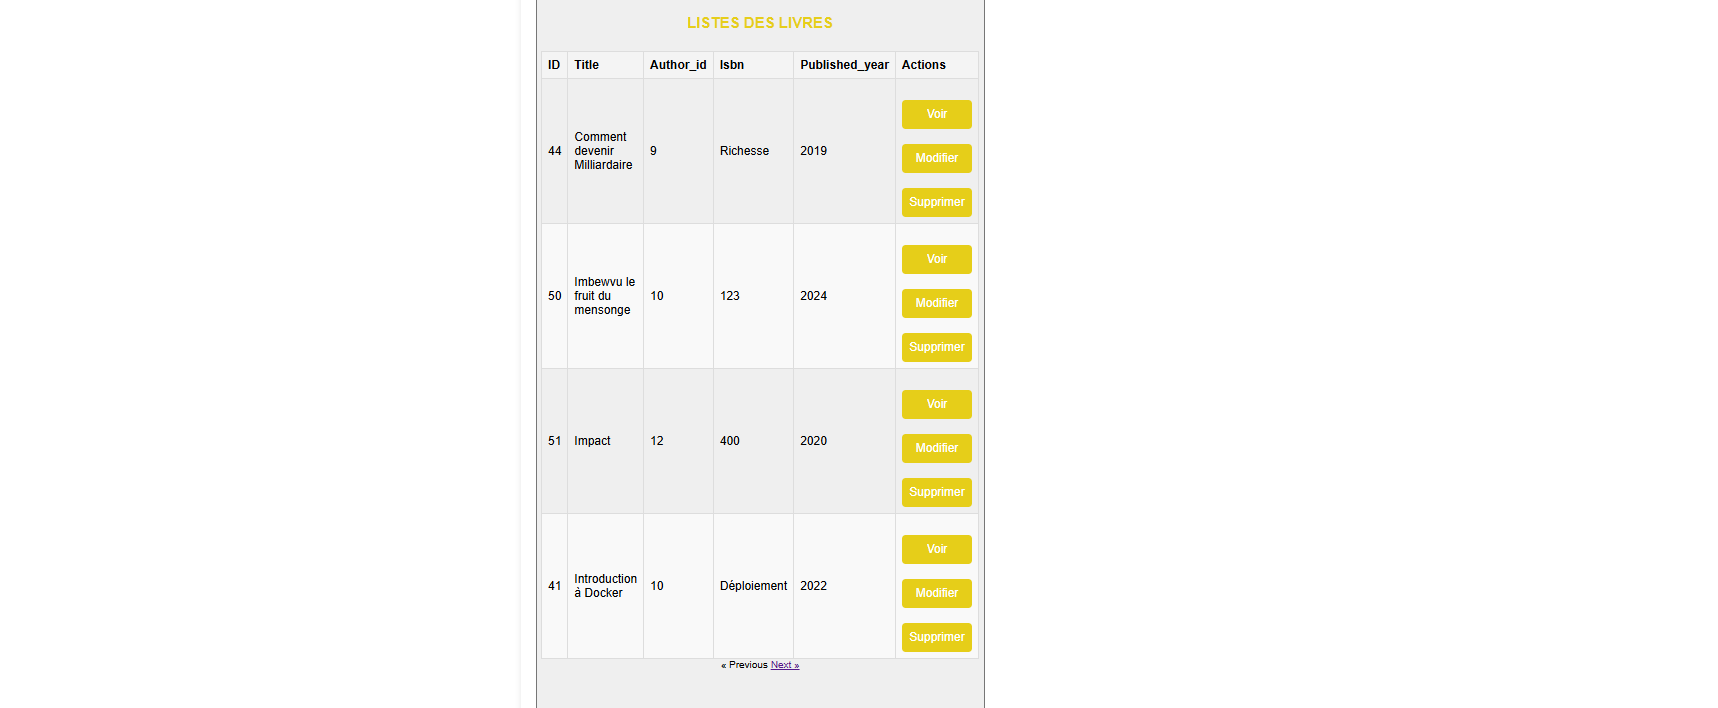 LISTES DES LIVRES
ID Title Author_id Isbn Published_year Actions
44 Comment devenir Milliardaire 9 Richesse 2019 Voir Modifier Supprimer
50 Imbewvu le fruit du mensonge 10 123 2024 Voir Modifier Supprimer
51 Impact 12 400 2020 Voir Modifier Supprimer
41 Introduction à Docker 10 Déploiement 2022 Voir Modifier Supprimer
« Previous Next »